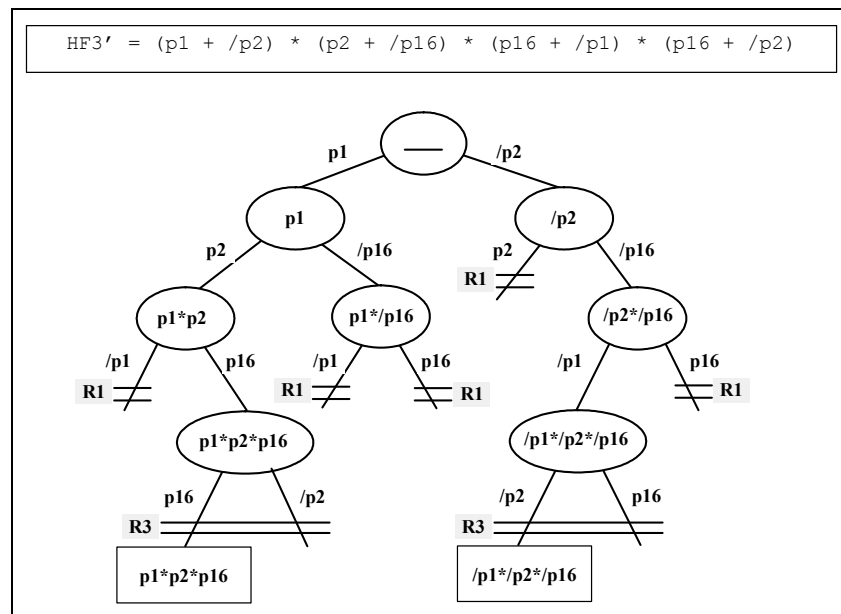 HF3’ = (p1 + /p2) * (p2 + /p16) * (p16 + /p1) * (p16 + /p2)
p1 /p2
p1 /p2
p2 /p16 p2 /p16
R1
p1*p2 p1*/p16 /p2*/p16
/p1 p16 /p1 p16 /p1 p16
R1 R1 R1 R1
p1*p2*p16 /p1*/p2*/p16
p16 /p2 /p2 p16
R3 R3
p1*p2*p16 /p1*/p2*/p16